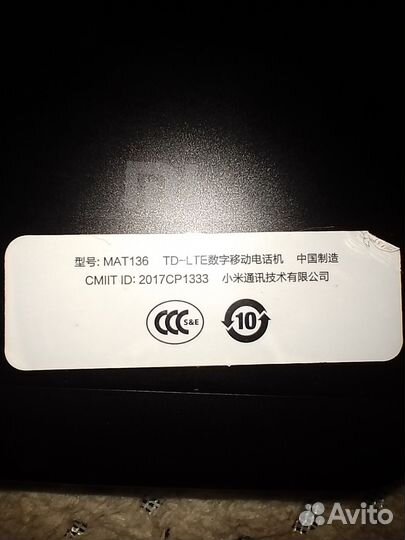 型号: MAT136 TD-LTE数字移动电话机 中国制造
CMIIT ID: 2017CP1333 小米通讯技术有限公司
CCC S&E
10
Avito